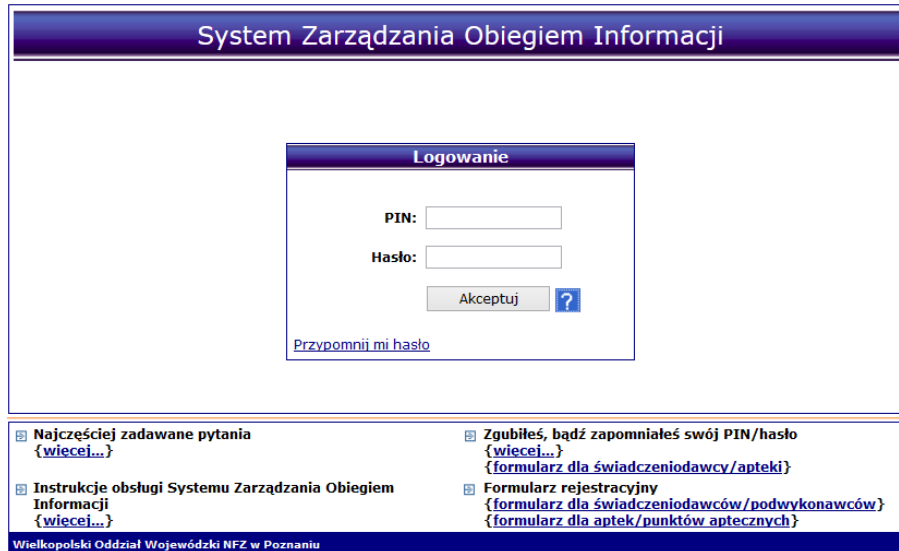 System Zarządzania Obiegiem Informacji
Logowanie
PIN:
Hasło:
Akceptuj
?
Przypomnij mi hasło
Najczęściej zadawane pytania
{więcej...}
Instrukcje obsługi Systemu Zarządzania Obiegiem
Informacji
{więcej...}
Zgubiłeś, bądź zapomniałeś swój PIN/hasło
{więcej...}
{formularz dla świadczeniodawcy/apteki}
Formularz rejestracyjny
{formularz dla świadczeniodawców/podwykonawców}
{formularz dla aptek/punktów aptecznych}
Wielkopolski Oddział Wojewódzki NFZ w Poznaniu